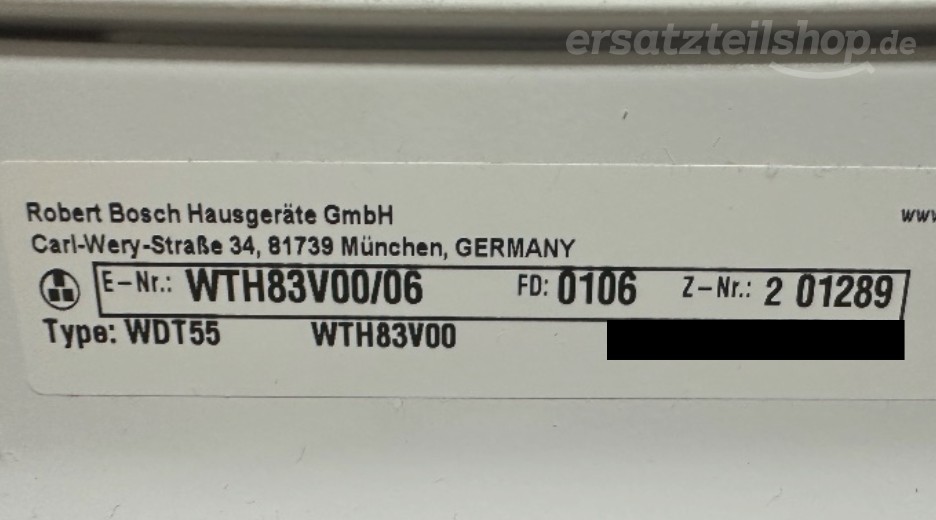 ersatzteilshop.de
Robert Bosch Hausgeräte GmbH
www
Carl-Wery-Straße 34, 81739 München, GERMANY
E-Nr.: WTH83V00/06 FD: 0106 Z-Nr.: 2 01289
Type: WDT55 WTH83V00